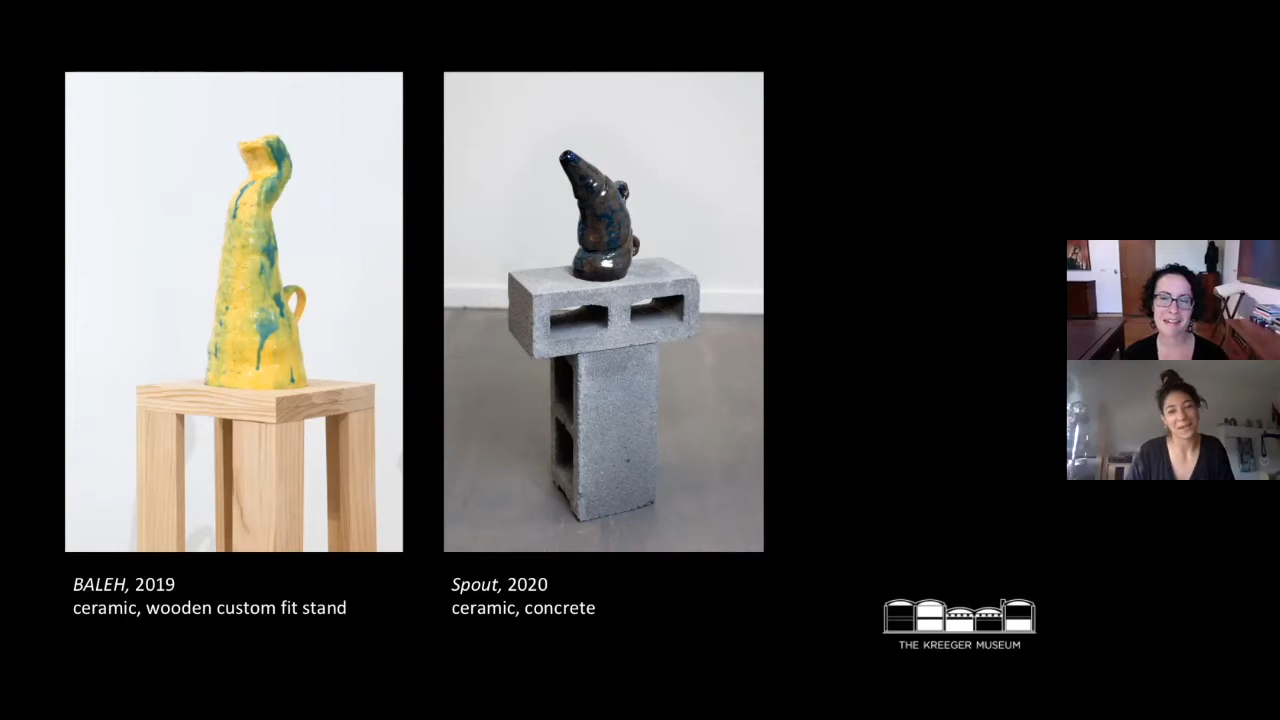 BALEH, 2019
ceramic, wooden custom fit stand
Spout, 2020
ceramic, concrete
THE KREEGER MUSEUM